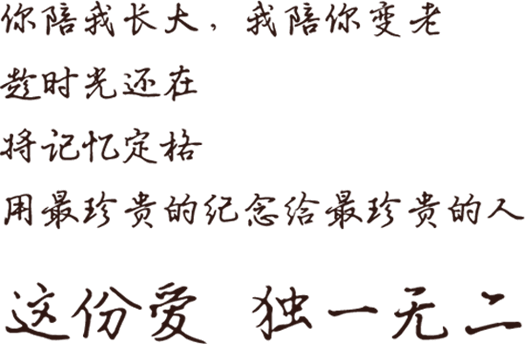 你陪我长大，我陪你变老
趁时光还在
将记忆定格
用最珍贵的纪念给最珍贵的人
这份爱 独一无二